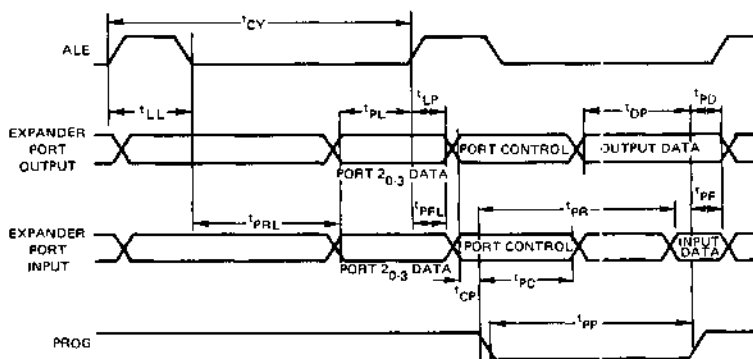 tCY
ALE
tLL
tPL
tLP
tDP
tPD
EXPANDER
PORT
OUTPUT
PORT CONTROL
OUTPUT DATA
PORT 20-3 DATA
tPRL
tPFL
tPR
tPF
EXPANDER
PORT
INPUT
PORT CONTROL
INPUT
DATA
PORT 20-3 DATA
tCP
tPC
tPP
PROG